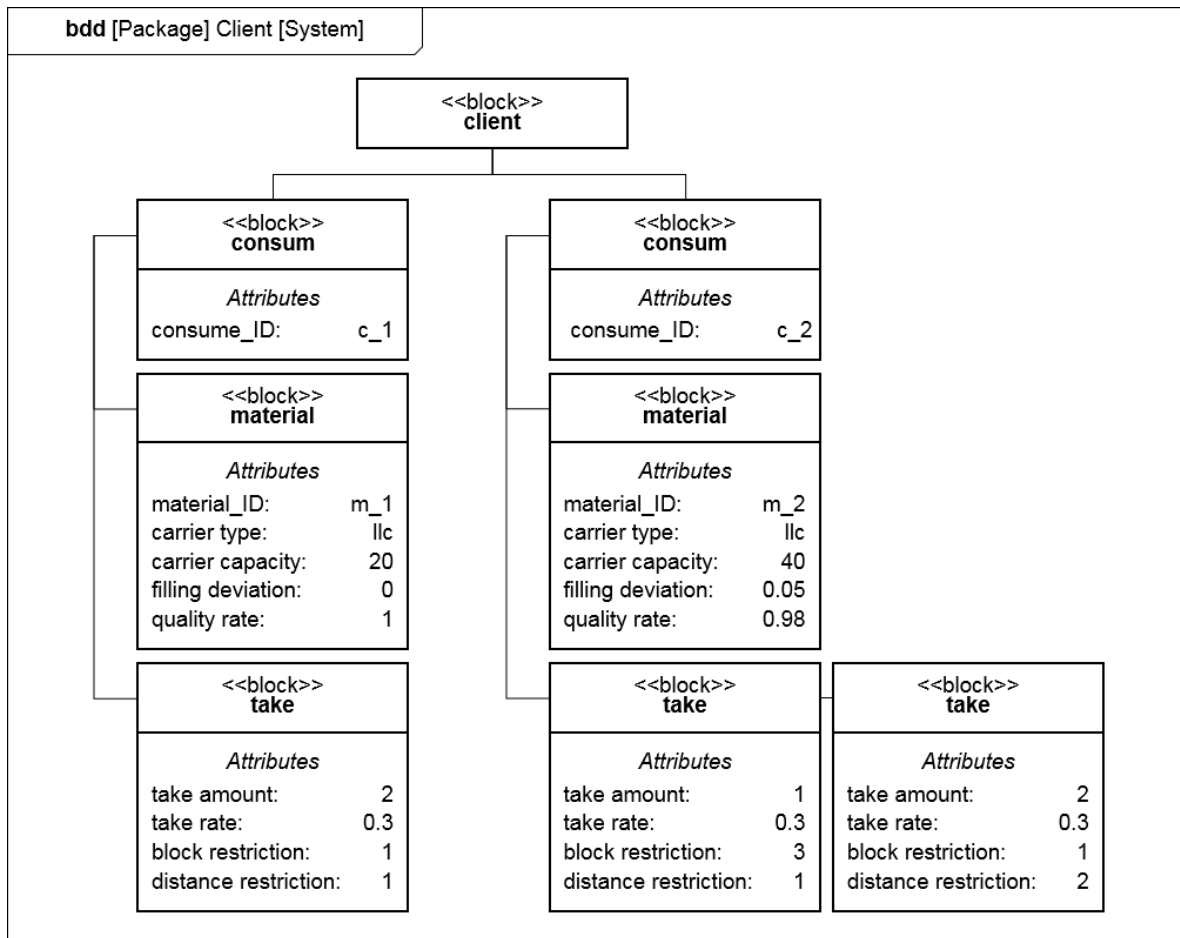 bdd [Package] Client [System]
<<block>>
client
<<block>>
consum
Attributes
consume_ID: c_1
<<block>>
consum
Attributes
consume_ID: c_2
<<block>>
material
Attributes
material_ID: m_1
carrier type: llc
carrier capacity: 20
filling deviation: 0
quality rate: 1
<<block>>
material
Attributes
material_ID: m_2
carrier type: llc
carrier capacity: 40
filling deviation: 0.05
quality rate: 0.98
<<block>>
take
Attributes
take amount: 2
take rate: 0.3
block restriction: 1
distance restriction: 1
<<block>>
take
Attributes
take amount: 1
take rate: 0.3
block restriction: 3
distance restriction: 1
<<block>>
take
Attributes
take amount: 2
take rate: 0.3
block restriction: 1
distance restriction: 2